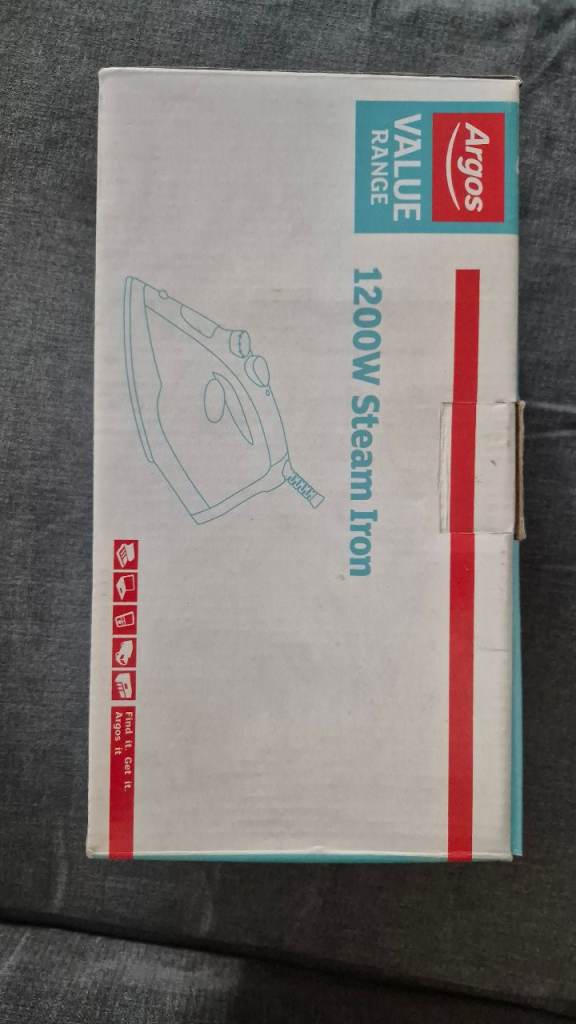 Argos
VALUE
RANGE
1200W Steam Iron
Find it. Get it.
Argos it